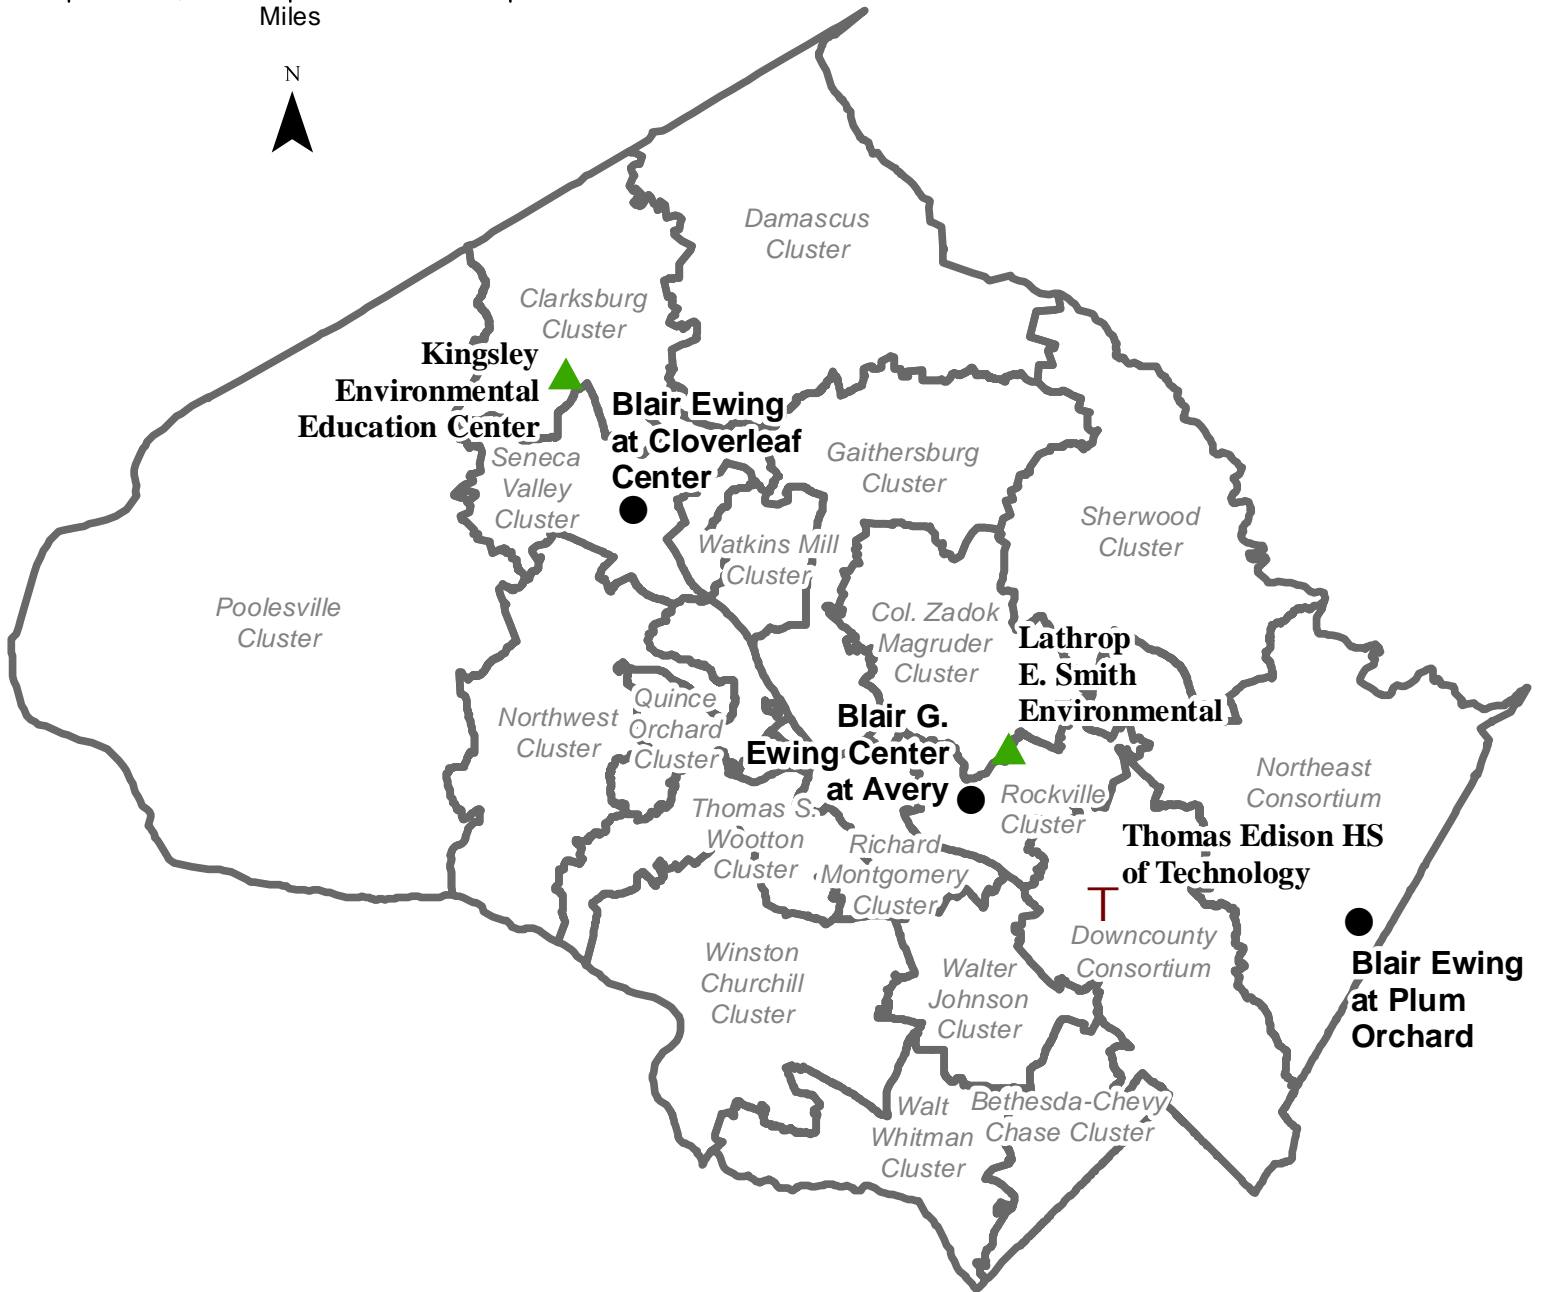 Miles
N
Damascus
Cluster
Clarksburg
Cluster
Kingsley
Environmental
Education Center
Blair Ewing
at Cloverleaf
Center
Seneca
Valley
Cluster
Gaithersburg
Cluster
Sherwood
Cluster
Watkins Mill
Cluster
Poolesville
Cluster
Col. Zadok
Magruder
Cluster
Lathrop
E. Smith
Environmental
Quince
Orchard
Cluster
Northwest
Cluster
Blair G.
Ewing Center
at Avery
Northeast
Consortium
Rockville
Cluster
Thomas S.
Wootton
Cluster
Richard
Montgomery
Cluster
Thomas Edison HS
of Technology
T
Downcounty
Consortium
Winston
Churchill
Cluster
Walter
Johnson
Cluster
Blair Ewing
at Plum
Orchard
Walt
Whitman
Cluster
Bethesda-Chevy
Chase Cluster